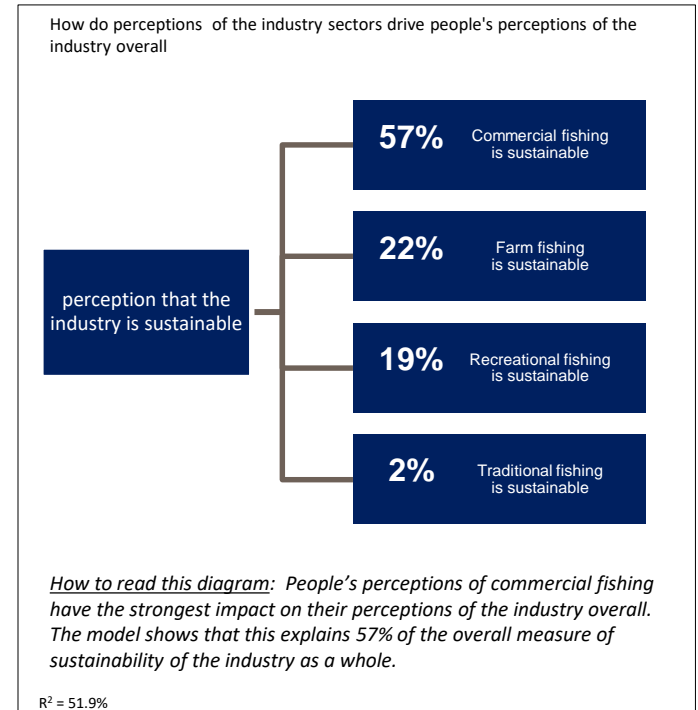 How do perceptions of the industry sectors drive people's perceptions of the
industry overall
57%
Commercial fishing
is sustainable
22%
Farm fishing
is sustainable
perception that the
industry is sustainable
19%
Recreational fishing
is sustainable
2%
Traditional fishing
is sustainable
How to read this diagram: People’s perceptions of commercial fishing
have the strongest impact on their perceptions of the industry overall.
The model shows that this explains 57% of the overall measure of
sustainability of the industry as a whole.
R² = 51.9%